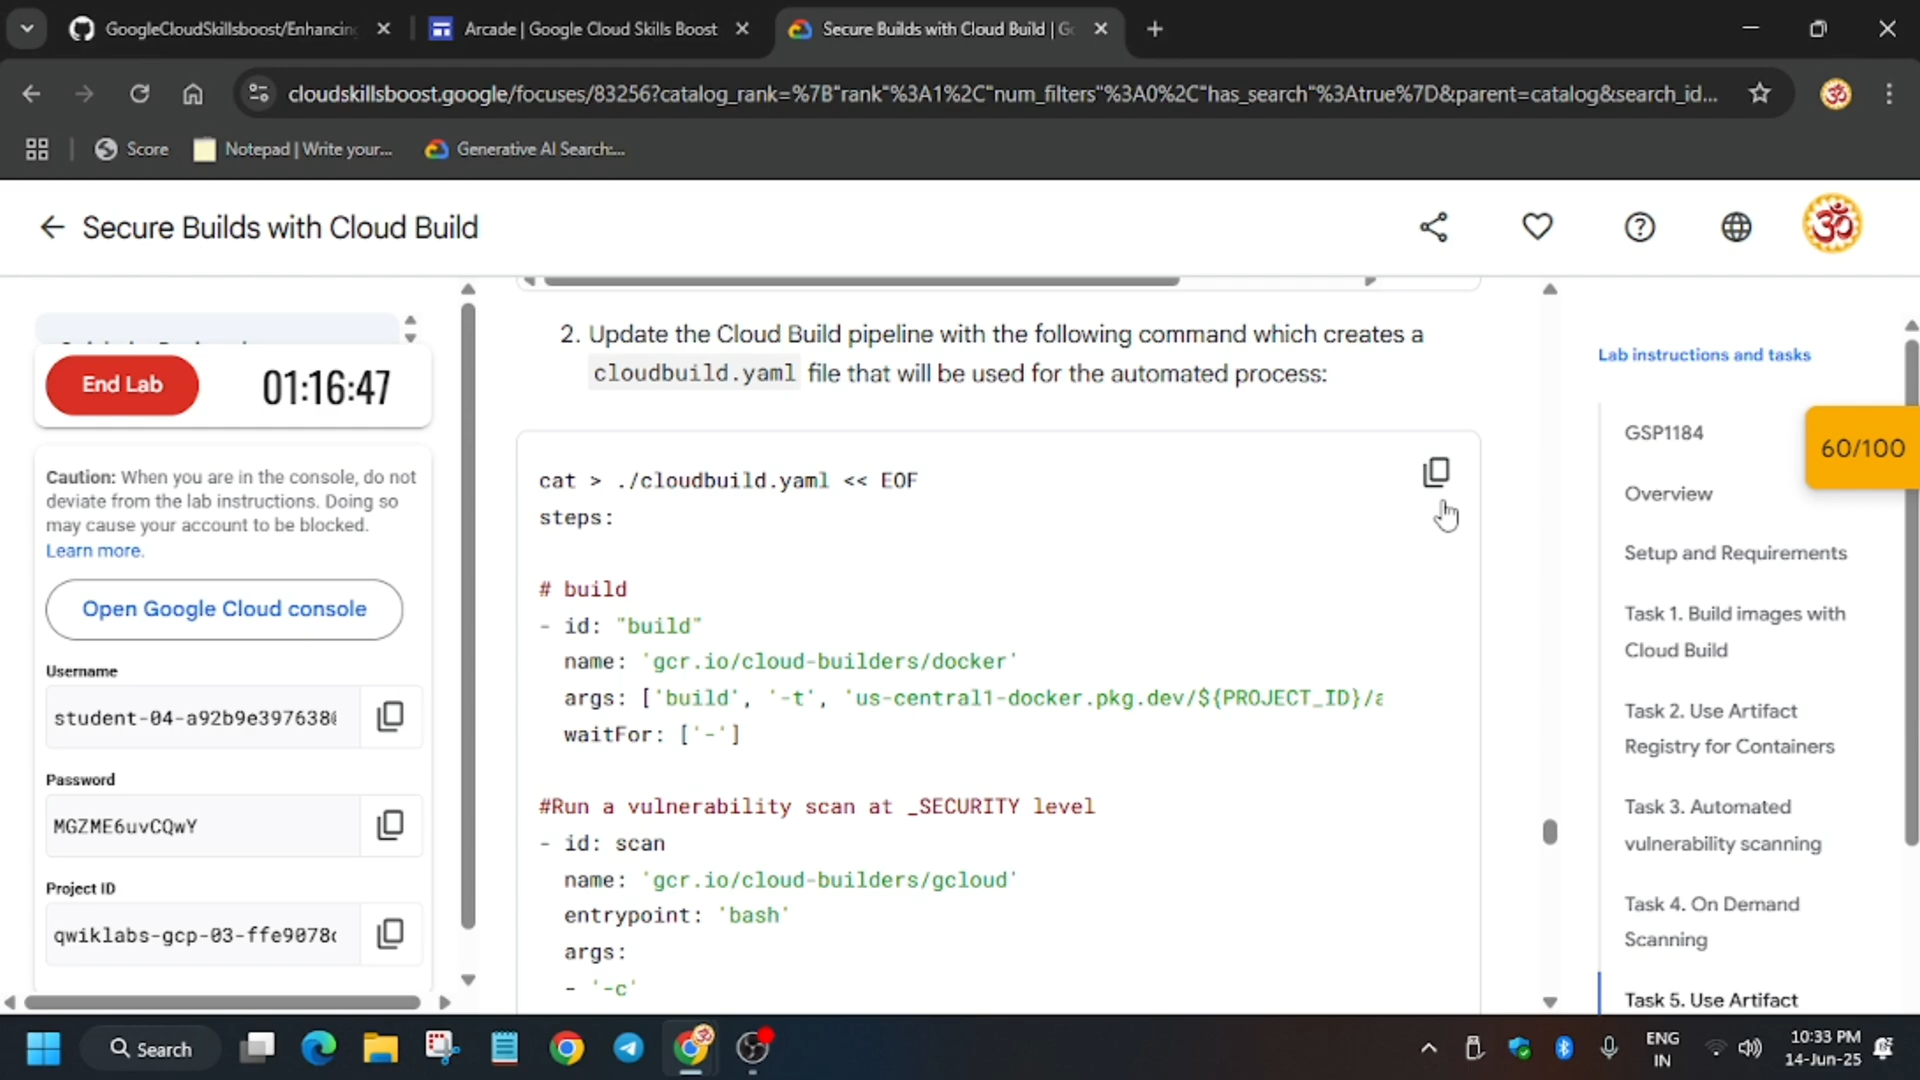 GoogleCloudSkillsboost/Enhancin
Arcade | Google Cloud Skills Boost
Secure Builds with Cloud Build | Go
cloudskillsboost.google/focuses/83256?catalog_rank=%7B"rank"%3A1%2C"num_filters"%3A0%2C"has_search"%3Atrue%7D&parent=catalog&search_id...
Score
Notepad | Write your...
Generative AI Search:...
Secure Builds with Cloud Build
End Lab
01:16:47
Caution: When you are in the console, do not
deviate from the lab instructions. Doing so
may cause your account to be blocked.
Learn more.
Open Google Cloud console
Username
student-04-a92b9e397638
Password
MGZME6uvCQwY
Project ID
qwiklabs-gcp-03-ffe9078
2. Update the Cloud Build pipeline with the following command which creates a
cloudbuild.yaml file that will be used for the automated process:
cat > ./cloudbuild.yaml << EOF
steps:
# build
- id: "build"
name: 'gcr.io/cloud-builders/docker'
args: ['build', '-t', 'us-central1-docker.pkg.dev/${PROJECT_ID}/a
waitFor: ['-']
#Run a vulnerability scan at _SECURITY level
- id: scan
name: 'gcr.io/cloud-builders/gcloud'
entrypoint: 'bash'
args:
- '-c'
Lab instructions and tasks
GSP1184
60/100
Overview
Setup and Requirements
Task 1. Build images with
Cloud Build
Task 2. Use Artifact
Registry for Containers
Task 3. Automated
vulnerability scanning
Task 4. On Demand
Scanning
Task 5. Use Artifact
Search
ENG
IN
10:33 PM
14-Jun-25